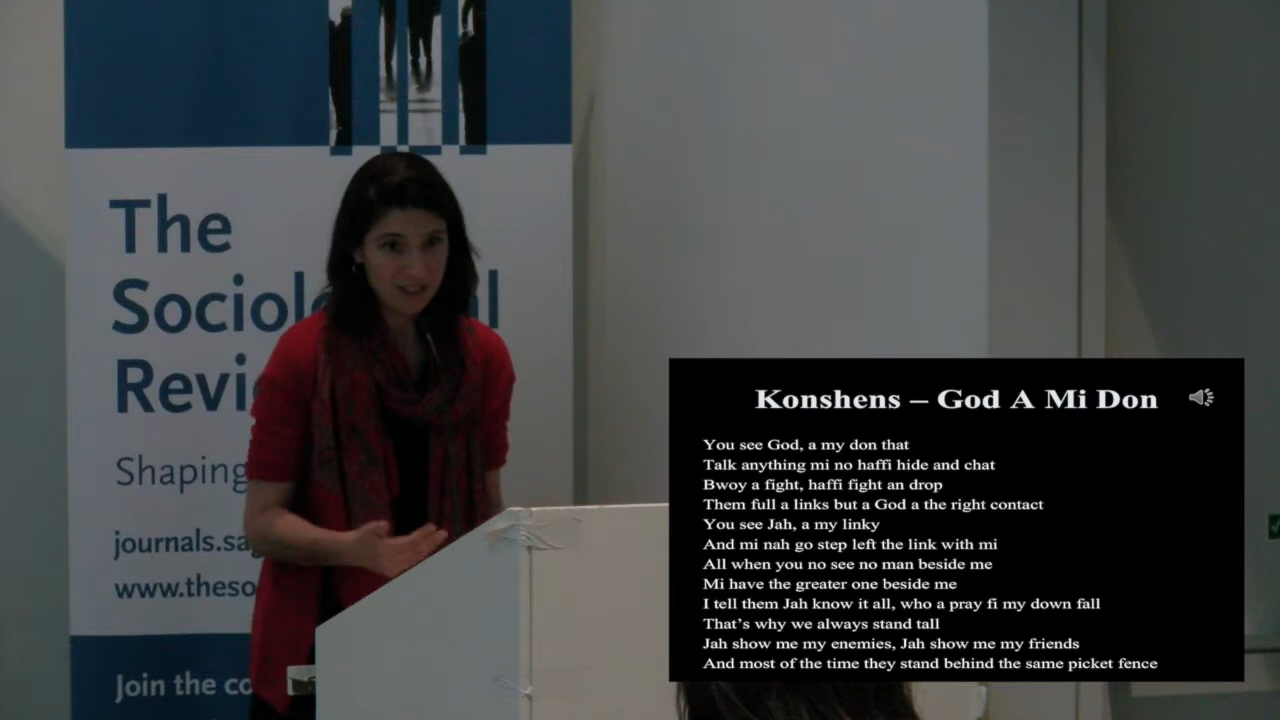 The
Sociol
Revi
Shaping
journals.sa
www.theso
Join the co
Konshens – God A Mi Don
You see God, a my don that
Talk anything mi no haffi hide and chat
Bwoy a fight, haffi fight an drop
Them full a links but a God a the right contact
You see Jah, a my linky
And mi nah go step left the link with mi
All when you no see no man beside me
Mi have the greater one beside me
I tell them Jah know it all, who a pray fi my down fall
That’s why we always stand tall
Jah show me my enemies, Jah show me my friends
And most of the time they stand behind the same picket fence